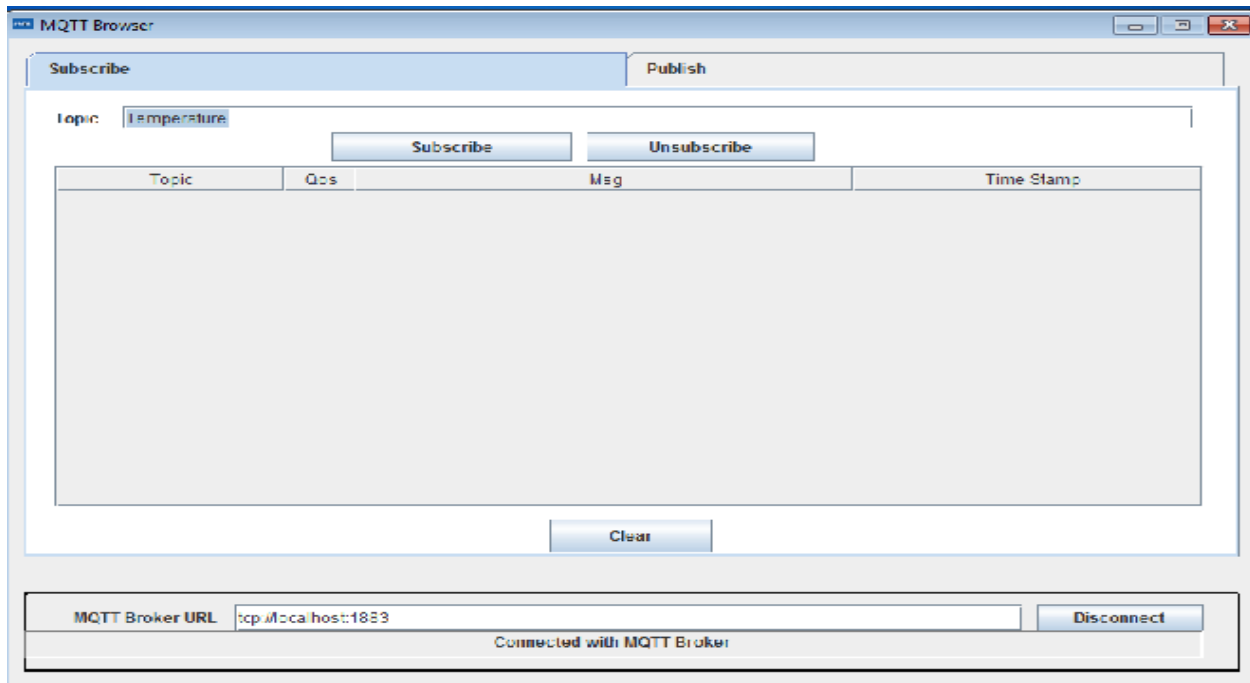 MQTT Browser
Subscribe Publish
Topic Temperature
Subscribe Unsubscribe
Topic Qos Msg Time Stamp
Clear
MQTT Broker URL tcp://localhost:1883 Disconnect
Connected with MQTT Broker